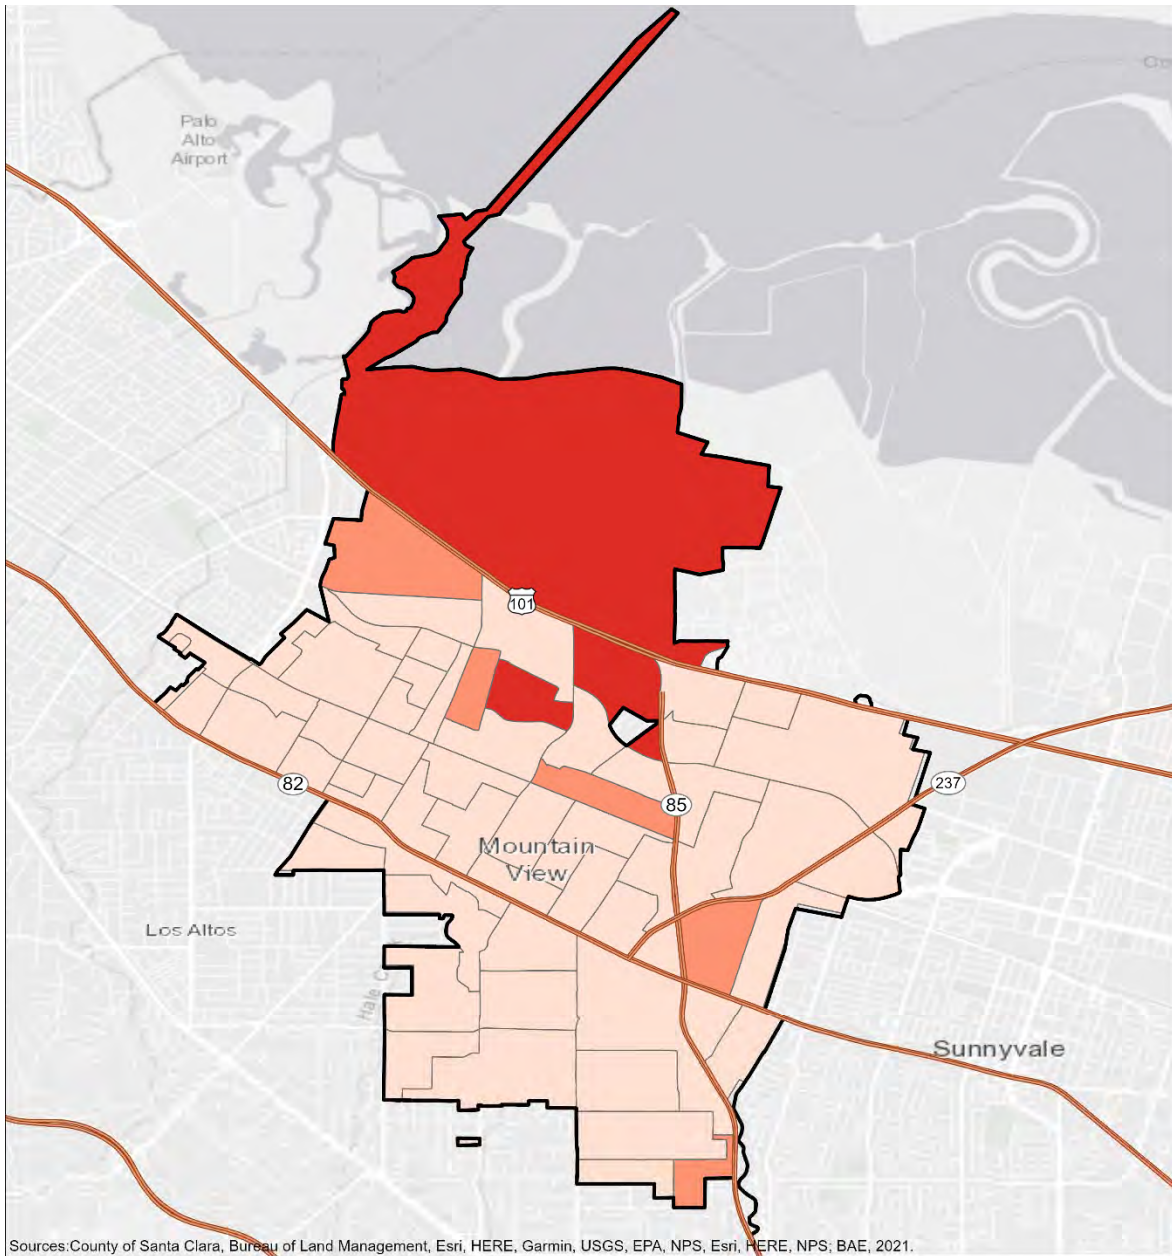 Palo
Alto
Airport
101
82
237
85
Mountain
View
Los Altos
Hale C
Sunnyvale
Sources:County of Santa Clara, Bureau of Land Management, Esri, HERE, Garmin, USGS, EPA, NPS, Esri, HERE, NPS; BAE, 2021.